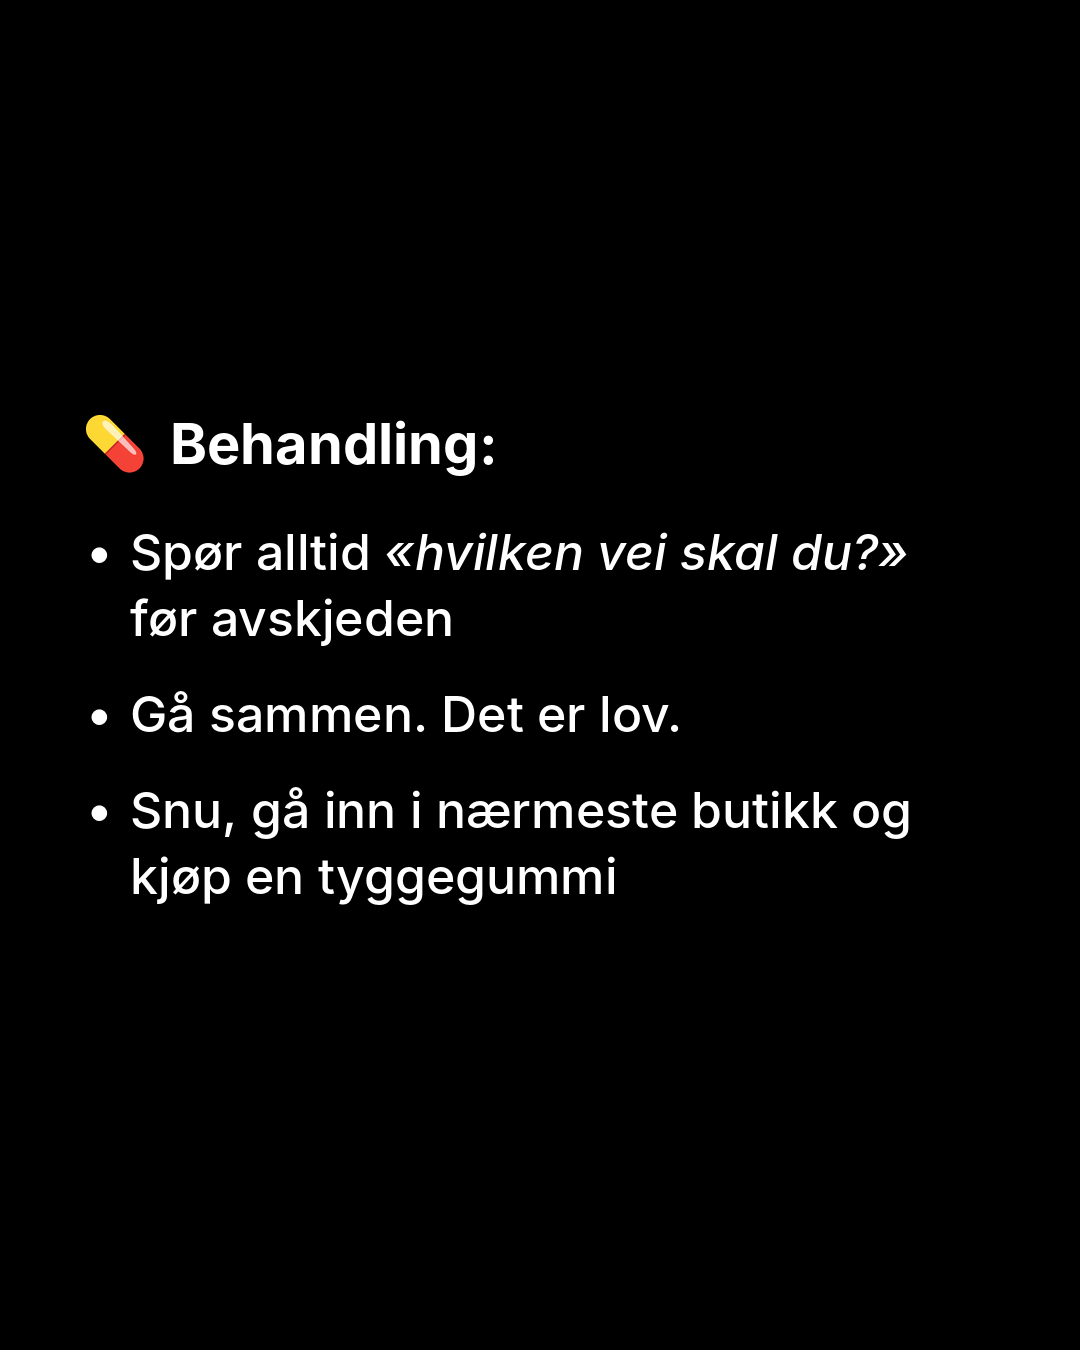 💊 Behandling:
• Spør alltid «hvilken vei skal du?»
før avskjeden
• Gå sammen. Det er lov.
• Snu, gå inn i nærmeste butikk og
kjøp en tyggegummi